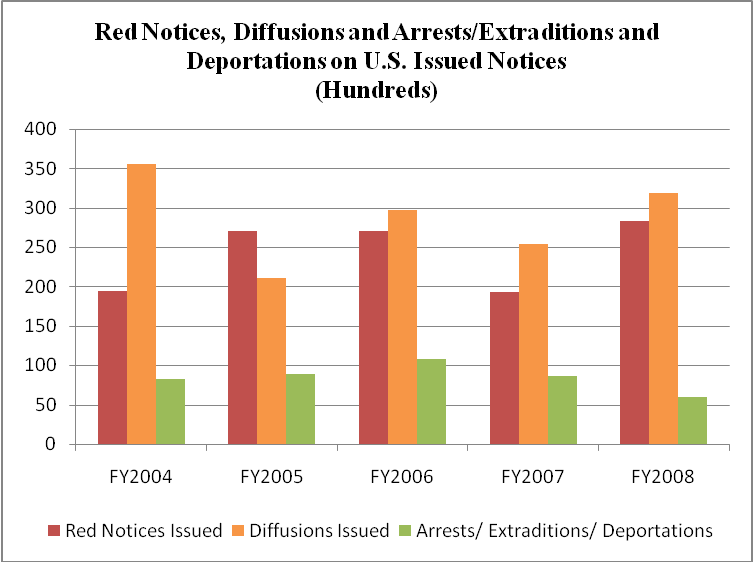 Red Notices, Diffusions and Arrests/Extraditions and
Deportations on U.S. Issued Notices
(Hundreds)
400
350
300
250
200
150
100
50
0
FY2004 FY2005 FY2006 FY2007 FY2008
Red Notices Issued Diffusions Issued Arrests/ Extraditions/ Deportations